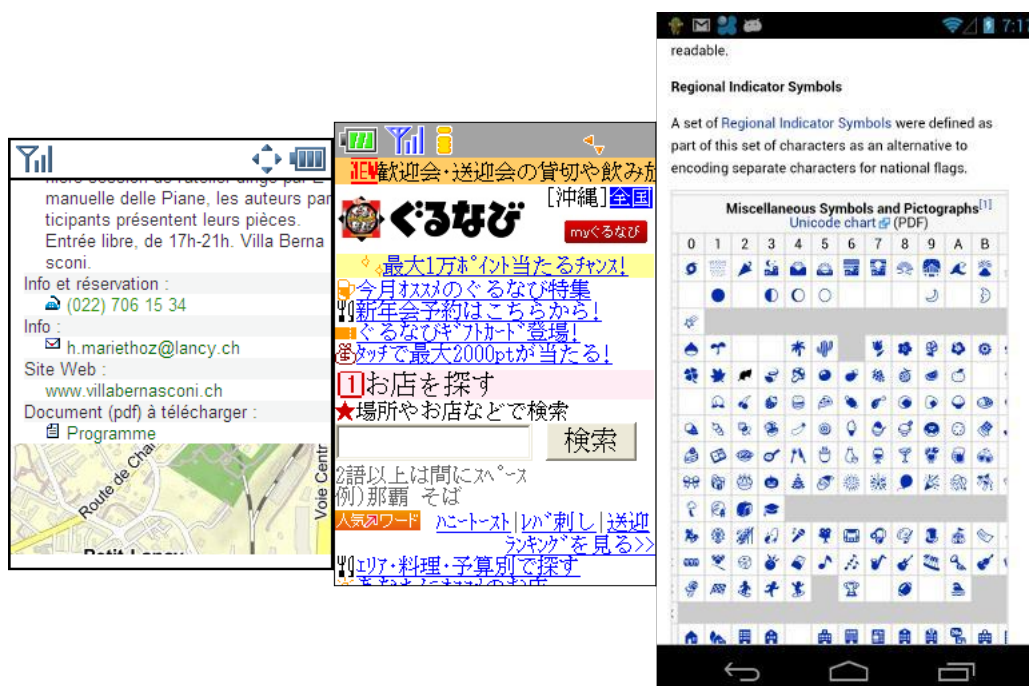 manuelle delle Piane, les auteurs par
ticipants présentent leurs pièces.
Entrée libre, de 17h-21h. Villa Berna
sconi.
Info et réservation :
(022) 706 15 34
Info :
h.mariethoz@lancy.ch
Site Web :
www.villabernasconi.ch
Document (pdf) à télécharger :
Programme
Route de
Voie Centr
Petit-Lancy
NEW歓迎会・送迎会の貸切や飲み放
[沖縄]全国
ぐるなび
myぐるなび
最大1万ﾎﾟｲﾝﾄ当たるﾁｬﾝｽ!
今月ｵｽｽﾒのぐるなび特集
新年会予約はこちらから!
ぐるなびｷﾞﾌﾄｶｰﾄﾞ登場!
ﾀｯﾁで最大2000ptが当たる!
1お店を探す
★場所やお店などで検索
検索
2語以上は間にｽﾍﾟｰｽ
例)那覇 そば
人気ワード ﾊﾆｰﾄｰｽﾄ|ﾚﾊﾞ刺し|送迎
ﾗﾝｷﾝｸﾞを見る>>
ｴﾘｱ・料理・予算別で探す
7:17
readable.
Regional Indicator Symbols
A set of Regional Indicator Symbols were defined as
part of this set of characters as an alternative to
encoding separate characters for national flags.
Miscellaneous Symbols and Pictographs[1]
Unicode chart (PDF)
0 1 2 3 4 5 6 7 8 9 A B